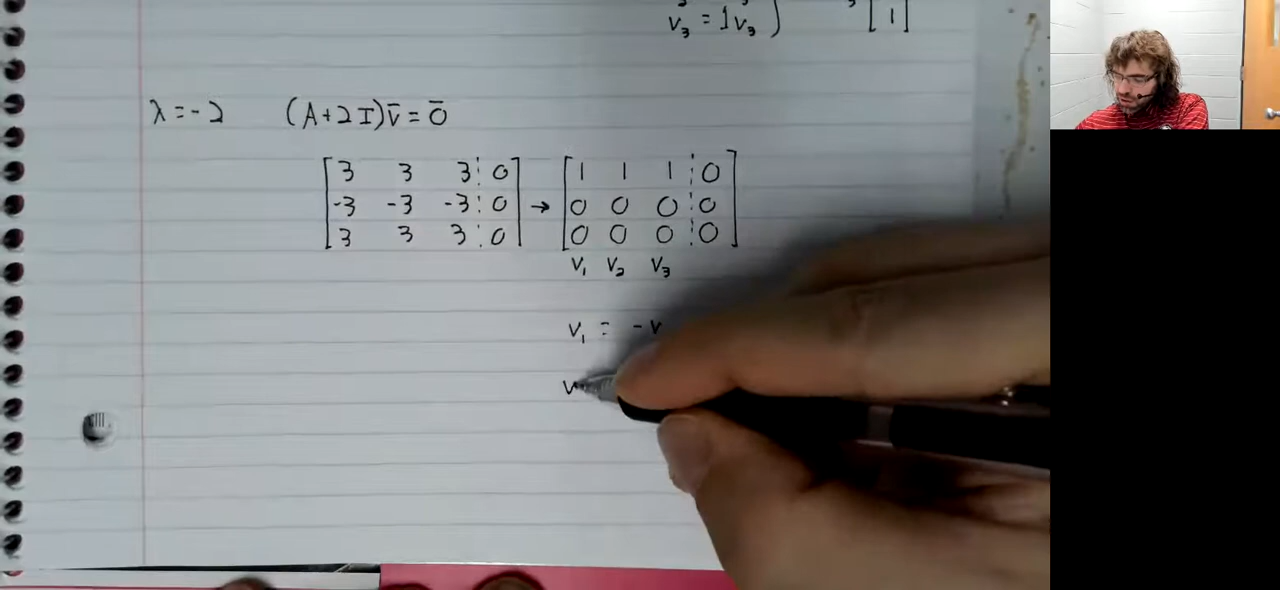 v₃ = 1v₃ ) [ 1 ]
λ = -2 (A+2I)v̄ = 0̄
[ 3 3 3 ⋮ 0 ] → [ 1 1 1 ⋮ 0 ]
[ -3 -3 -3 ⋮ 0 ] [ 0 0 0 ⋮ 0 ]
[ 3 3 3 ⋮ 0 ] [ 0 0 0 ⋮ 0 ]
v₁ v₂ v₃
v₁ = -v
v